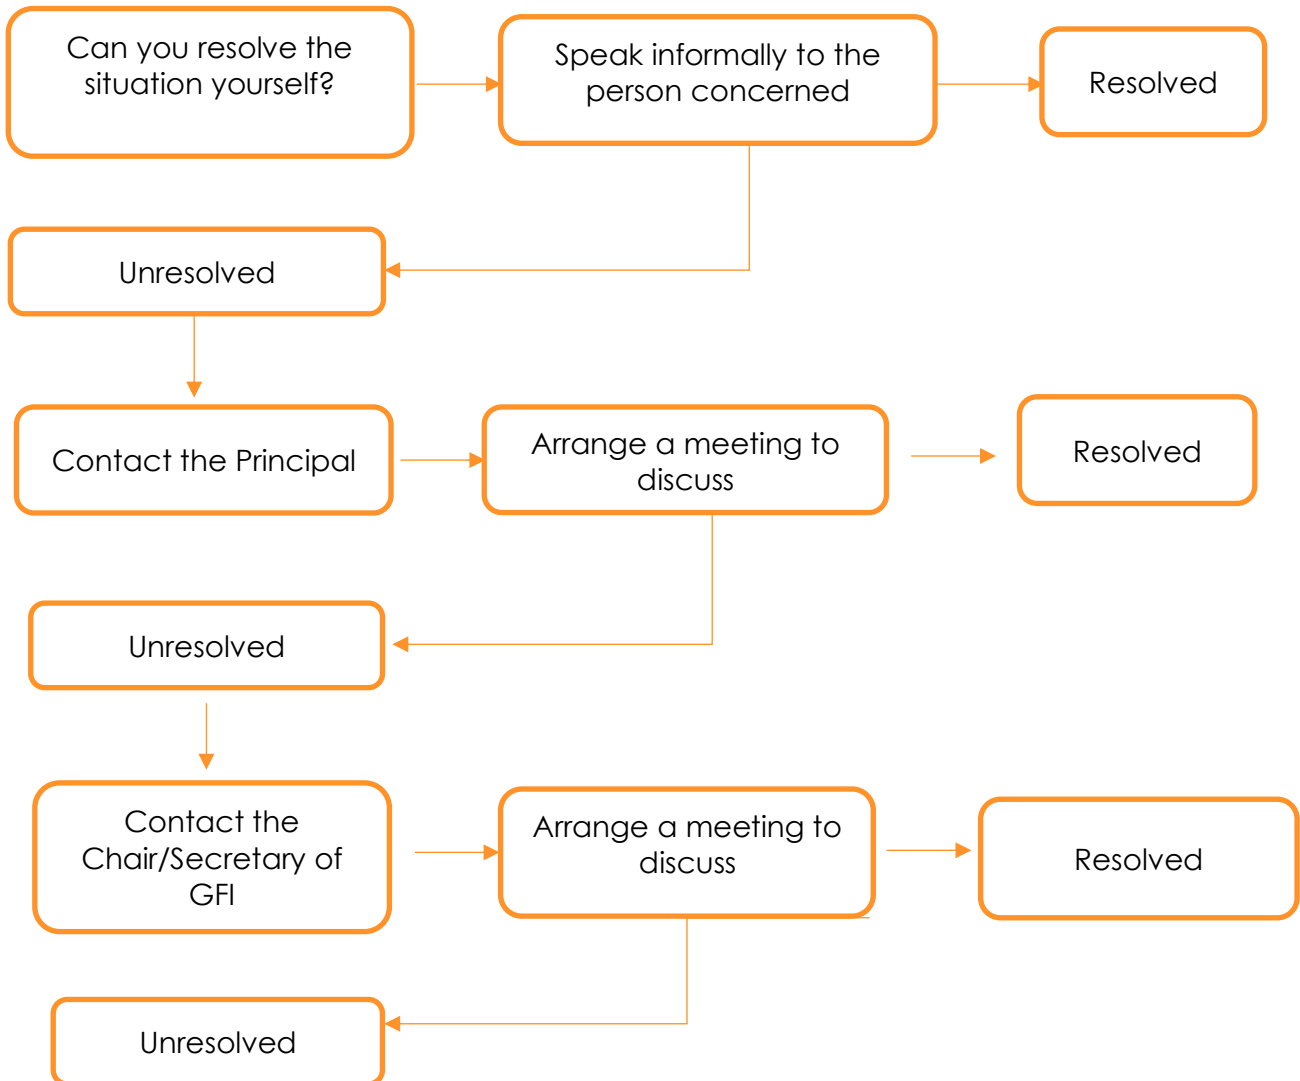 Can you resolve the
situation yourself?
Speak informally to the
person concerned
Resolved
Unresolved
Contact the Principal
Arrange a meeting to
discuss
Resolved
Unresolved
Contact the
Chair/Secretary of
GFI
Arrange a meeting to
discuss
Resolved
Unresolved